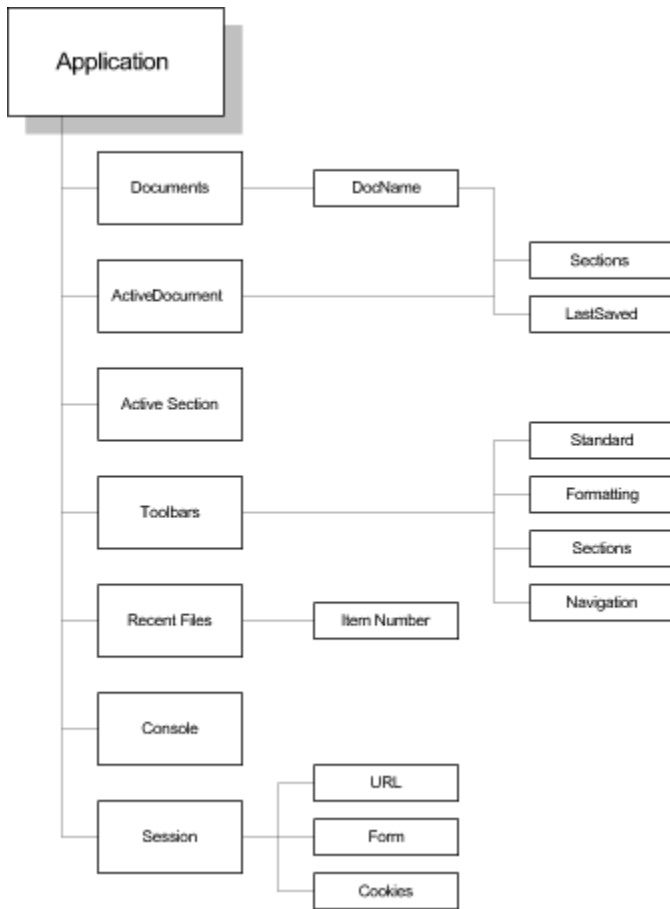 Application
Documents
DocName
Sections
ActiveDocument
LastSaved
Active Section
Standard
Formatting
Toolbars
Sections
Navigation
Recent Files
Item Number
Console
URL
Session
Form
Cookies